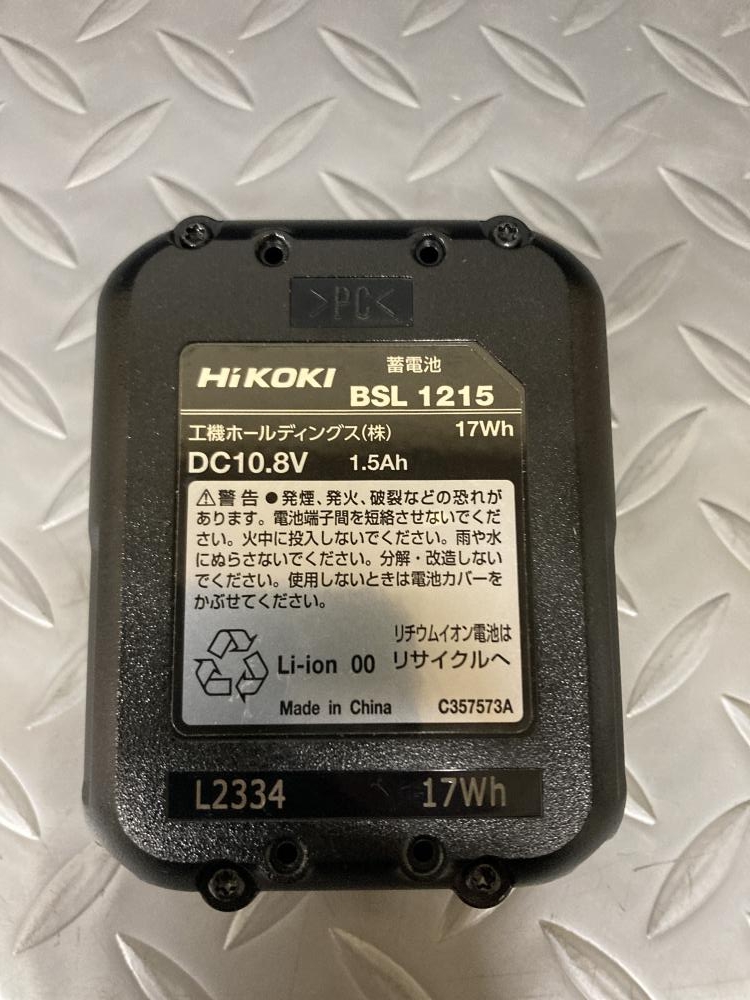 >PC<
HiKOKI
蓄電池
BSL 1215
工機ホールディングス(株) 17Wh
DC10.8V 1.5Ah
⚠警告 ●発煙、発火、破裂などの恐れが
あります。電池端子間を短絡させないでくだ
さい。火中に投入しないでください。雨や水
にぬらさないでください。分解・改造しない
でください。使用しないときは電池カバーを
かぶせてください。
リチウムイオン電池は
Li-ion 00 リサイクルへ
Made in China C357573A
L2334 17Wh